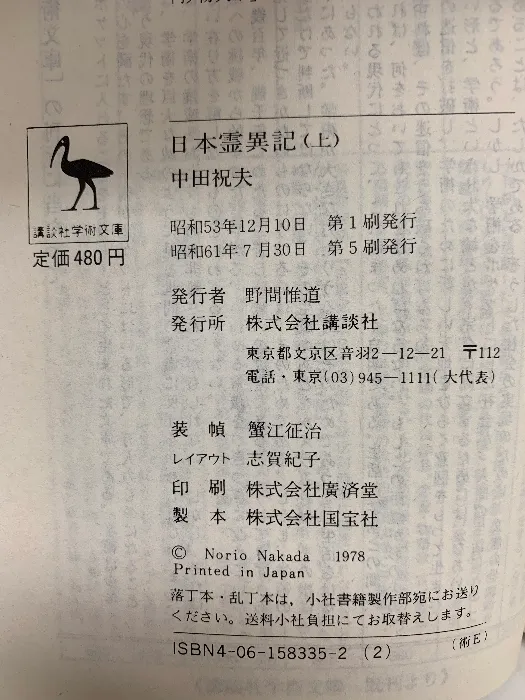 日本霊異記(上)
中田祝夫
講談社学術文庫
定価480円
昭和53年12月10日 第1刷発行
昭和61年7月30日 第5刷発行
発行者 野間惟道
発行所 株式会社講談社
東京都文京区音羽2―12―21 〒112
電話・東京(03)945―1111(大代表)
装幀 蟹江征治
レイアウト 志賀紀子
印刷 株式会社廣済堂
製本 株式会社国宝社
© Norio Nakada 1978
Printed in Japan
落丁本・乱丁本は,小社書籍製作部宛にお送り
ください。送料小社負担にてお取替えします。
ISBN4-06-158335-2 (2) (術E)